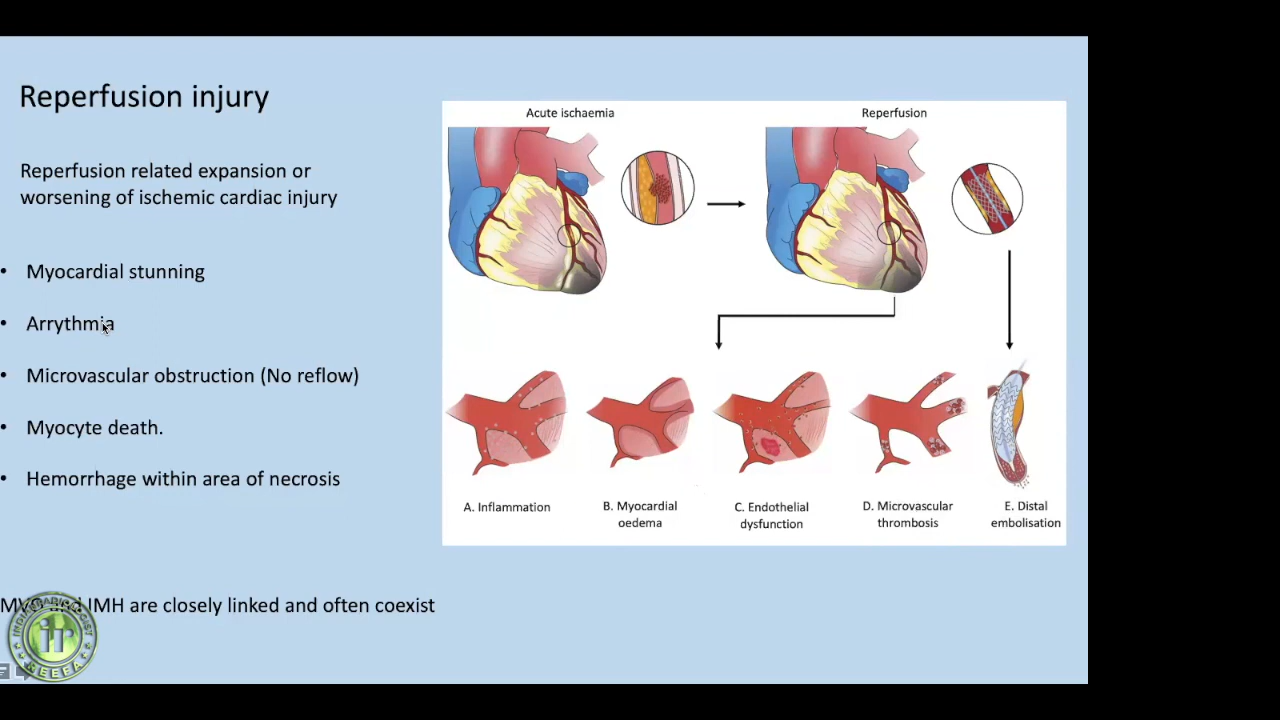 Reperfusion injury
Reperfusion related expansion or
worsening of ischemic cardiac injury
• Myocardial stunning
• Arrythmia
• Microvascular obstruction (No reflow)
• Myocyte death.
• Hemorrhage within area of necrosis
and IMH are closely linked and often coexist
Acute ischaemia
Reperfusion
A. Inflammation
B. Myocardial
oedema
C. Endothelial
dysfunction
D. Microvascular
thrombosis
E. Distal
embolisation
ir